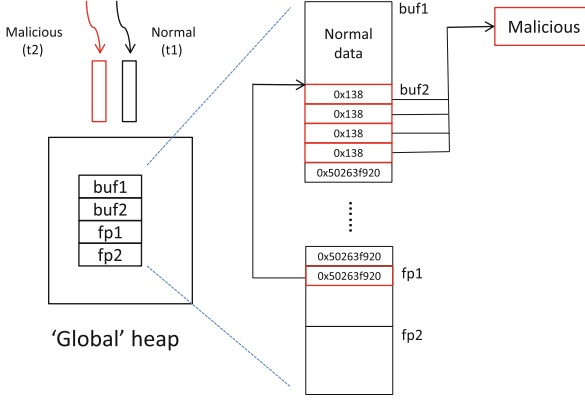 Malicious
(t2)
Normal
(t1)
buf1
buf2
fp1
fp2
‘Global’ heap
buf1
Normal
data
buf2
0x138
0x138
0x138
0x138
0x50263f920
0x50263f920
0x50263f920
fp1
fp2
Malicious